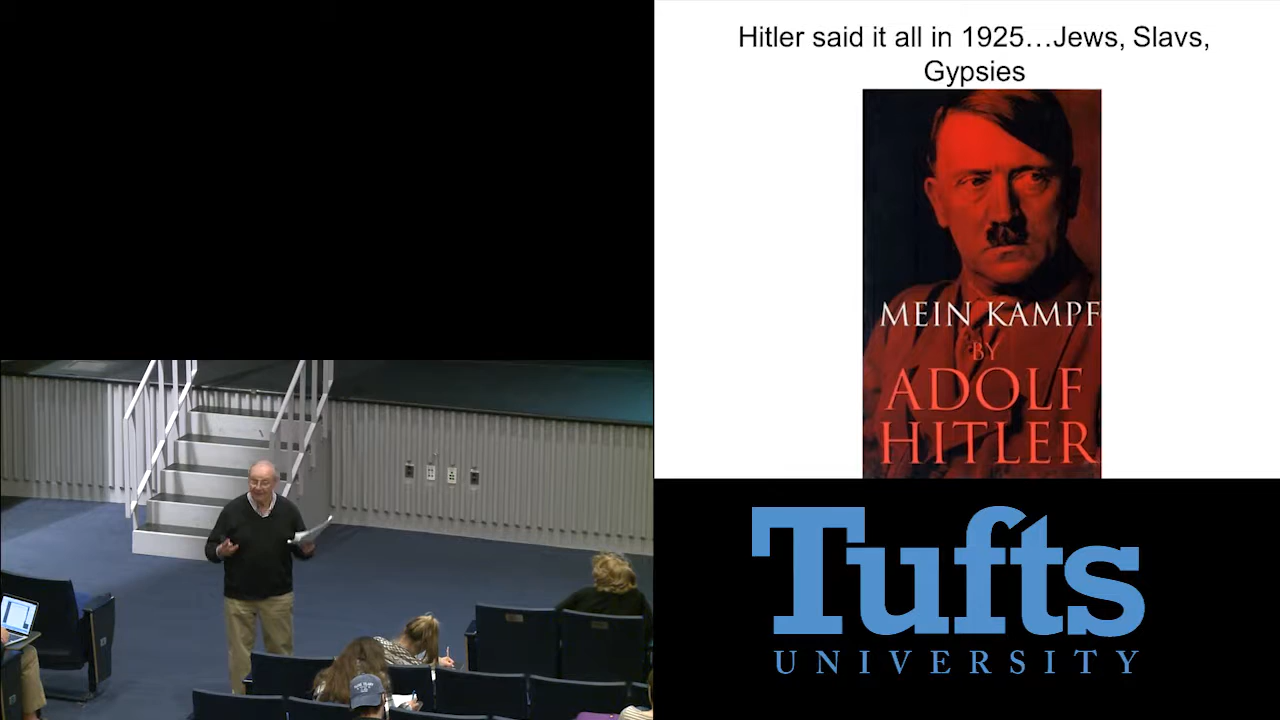 Hitler said it all in 1925…Jews, Slavs,
Gypsies
MEIN KAMPF
BY
ADOLF
HITLER
Tufts
UNIVERSITY